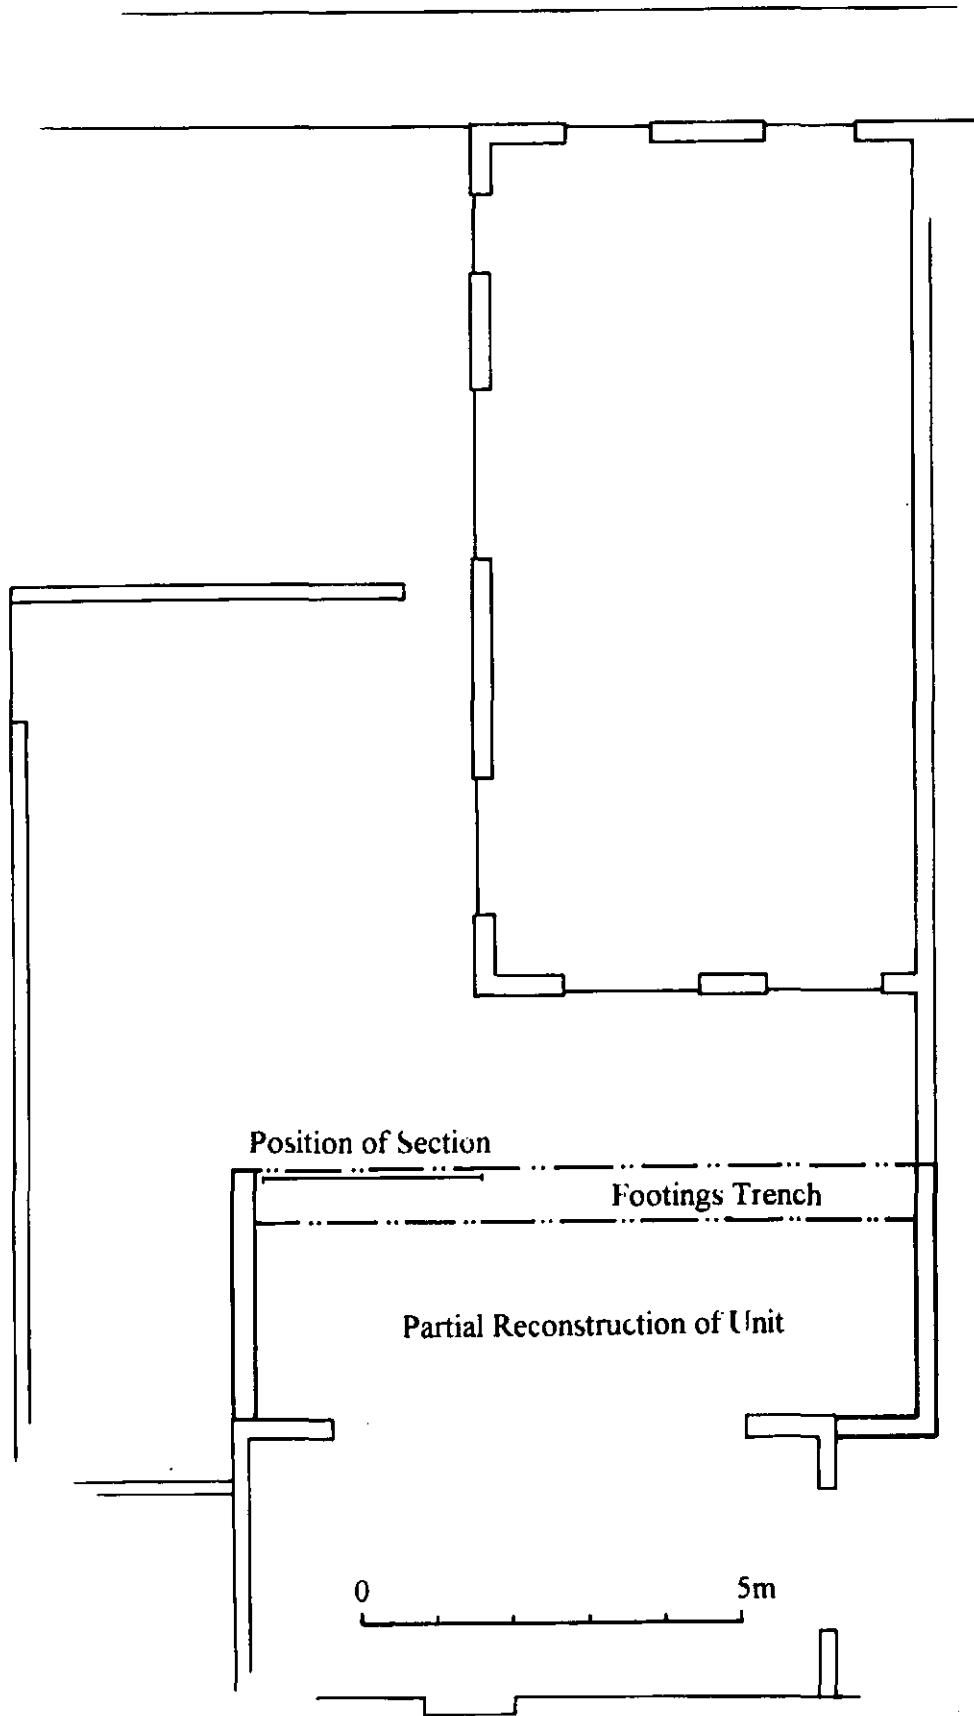 Position of Section
Footings Trench
Partial Reconstruction of Unit
0 5m